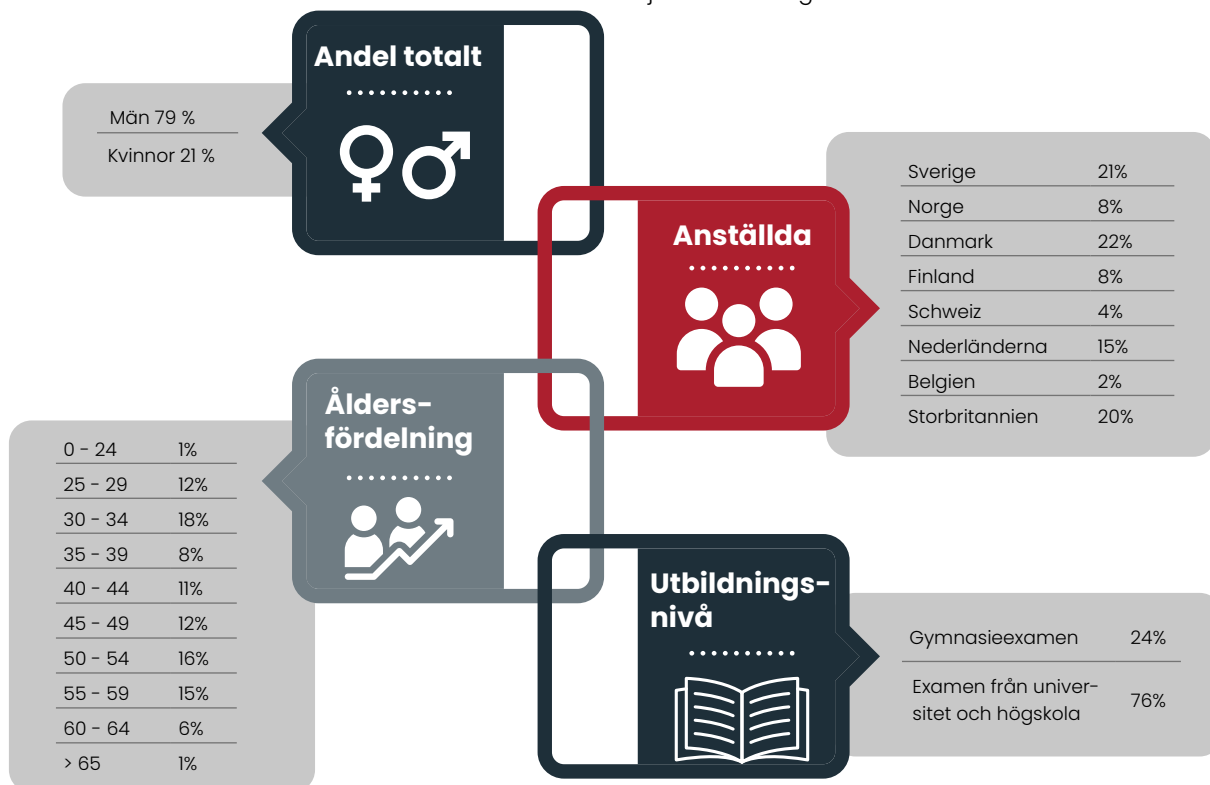 Andel totalt
Män 79 %
Kvinnor 21 %
Anställda
Sverige 21%
Norge 8%
Danmark 22%
Finland 8%
Schweiz 4%
Nederländerna 15%
Belgien 2%
Storbritannien 20%
Ålders-
fördelning
0 - 24 1%
25 - 29 12%
30 - 34 18%
35 - 39 8%
40 - 44 11%
45 - 49 12%
50 - 54 16%
55 - 59 15%
60 - 64 6%
> 65 1%
Utbildnings-
nivå
Gymnasieexamen 24%
Examen från univer-
sitet och högskola 76%